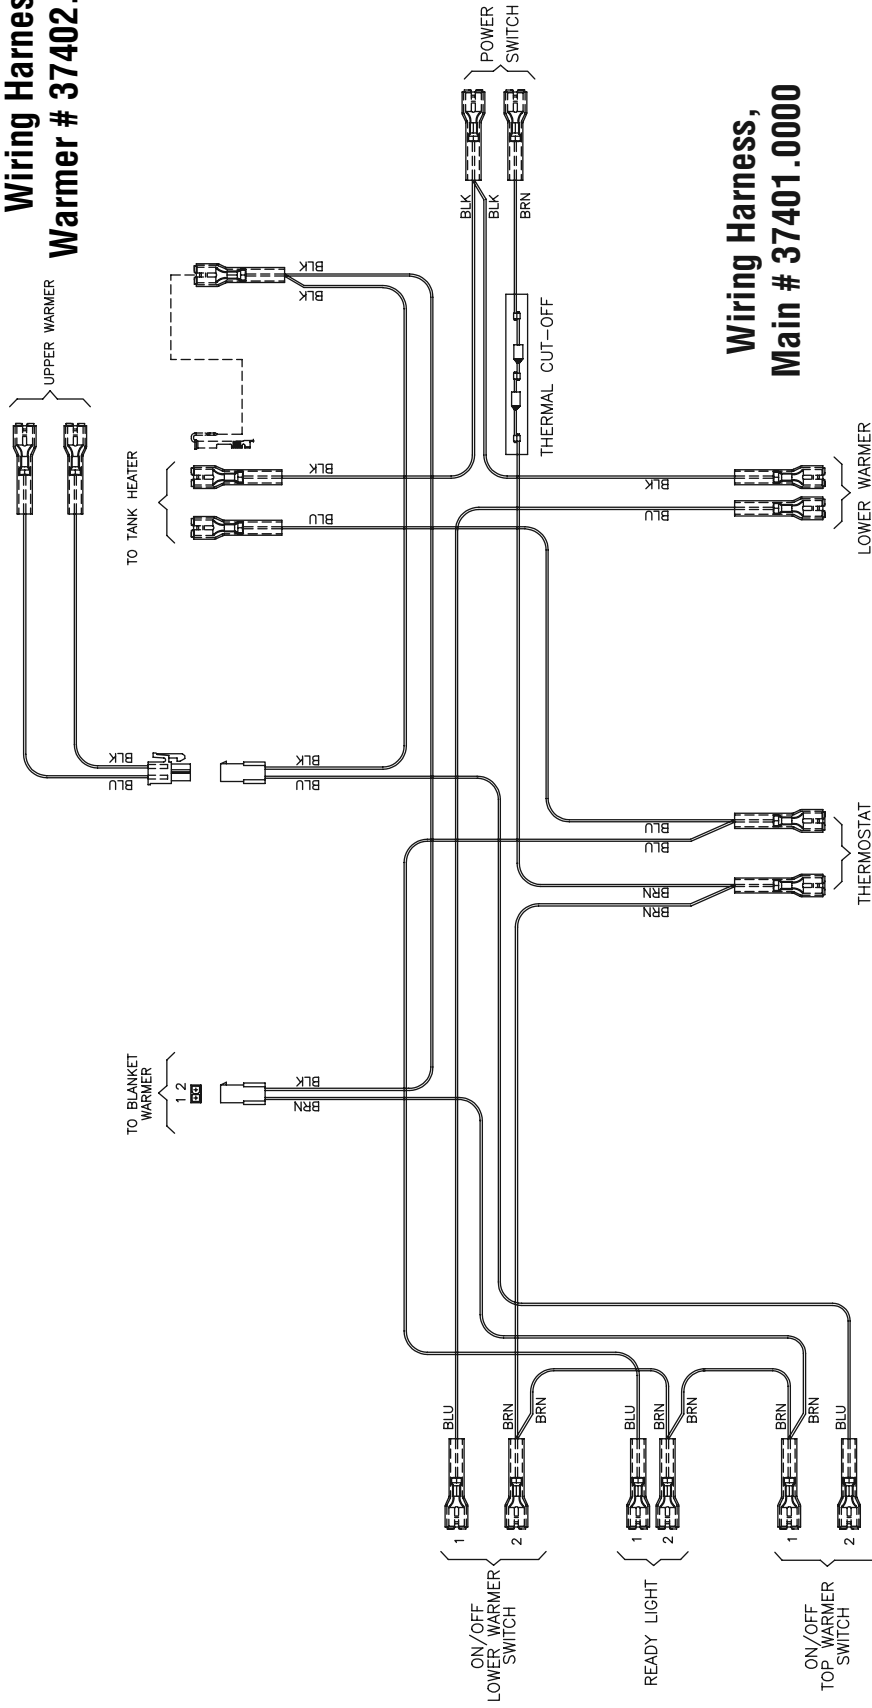 Wiring Harnes
Warmer # 37402.
UPPER WARMER
TO TANK HEATER
BLU
BLK
BLK
BLK
BLU
BLK
POWER
SWITCH
BLK
BLK
BRN
THERMAL CUT-OFF
Wiring Harness,
Main # 37401.0000
BLU
BLK
BLK
BLU
LOWER WARMER
TO BLANKET
WARMER
1 2
BRN
BLK
BLU
BLU
BRN
BRN
THERMOSTAT
BLU
BRN
BRN
BLU
BRN
BRN
BRN
BRN
BLU
1
2
1
2
1
2
ON/OFF
LOWER WARMER
SWITCH
READY LIGHT
ON/OFF
TOP WARMER
SWITCH